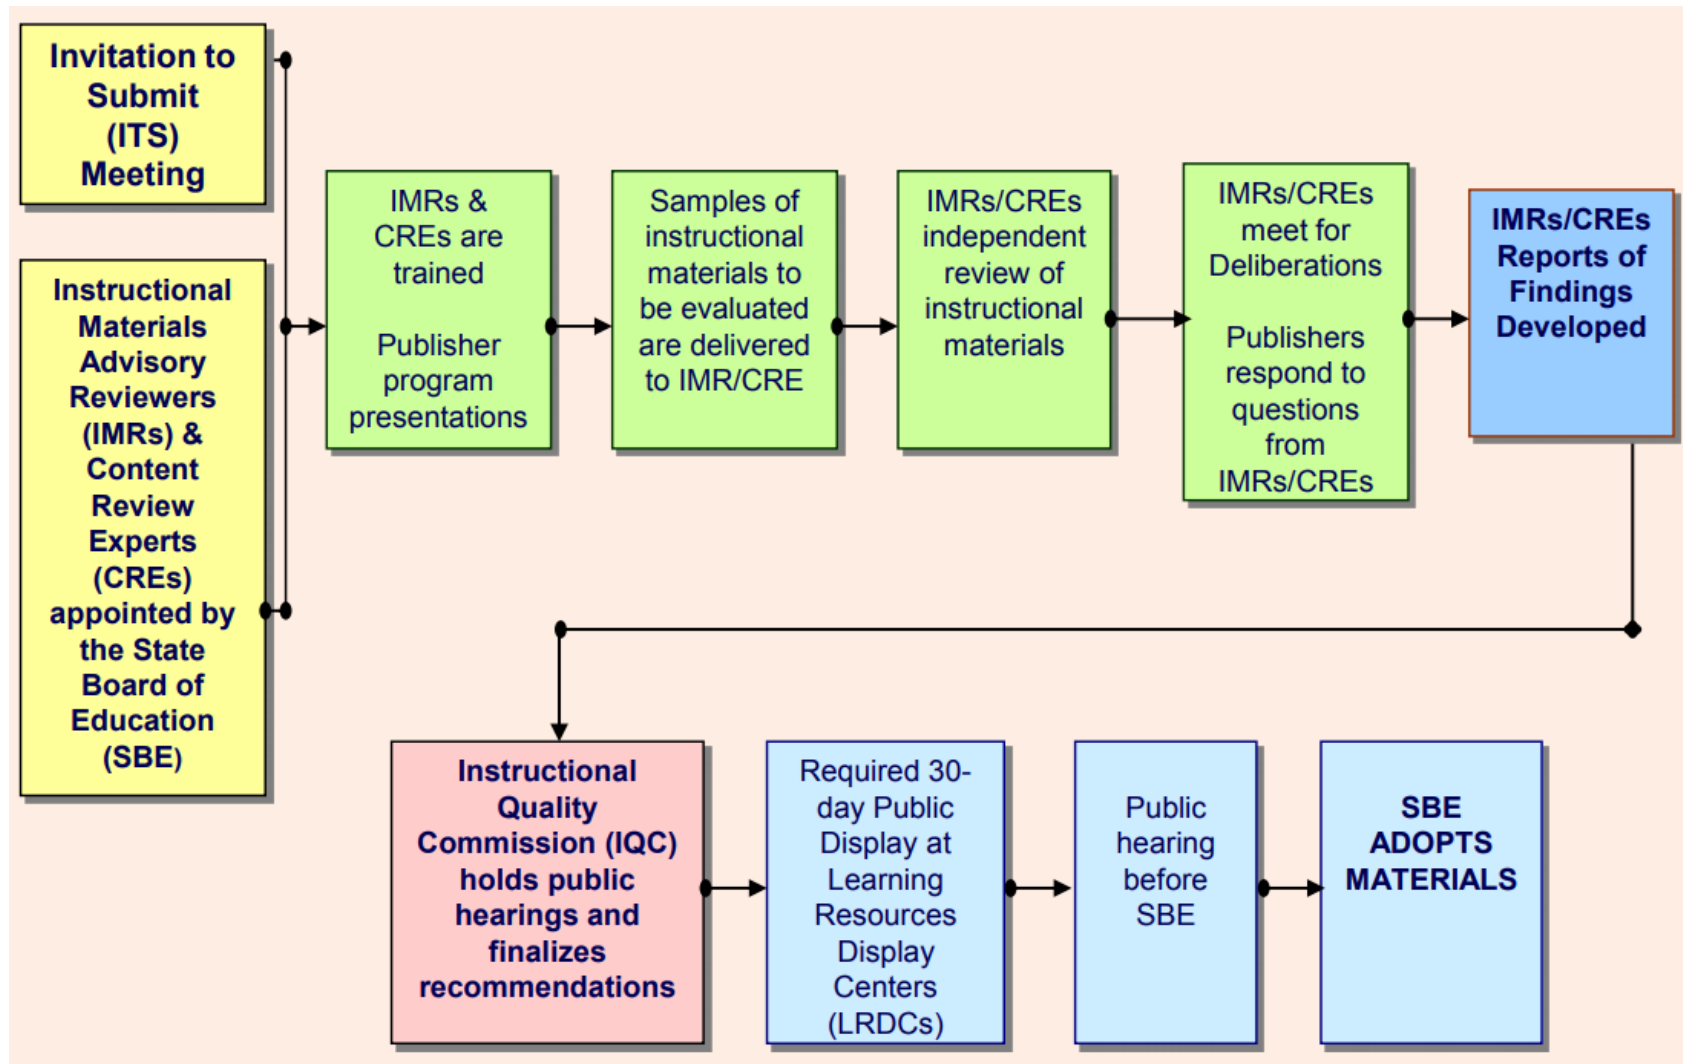 Invitation to
Submit
(ITS)
Meeting
Instructional
Materials
Advisory
Reviewers
(IMRs) &
Content
Review
Experts
(CREs)
appointed by
the State
Board of
Education
(SBE)
IMRs &
CREs are
trained
Publisher
program
presentations
Samples of
instructional
materials to
be evaluated
are delivered
to IMR/CRE
IMRs/CREs
independent
review of
instructional
materials
IMRs/CREs
meet for
Deliberations
Publishers
respond to
questions
from
IMRs/CREs
IMRs/CREs
Reports of
Findings
Developed
Instructional
Quality
Commission (IQC)
holds public
hearings and
finalizes
recommendations
Required 30-
day Public
Display at
Learning
Resources
Display
Centers
(LRDCs)
Public
hearing
before
SBE
SBE
ADOPTS
MATERIALS